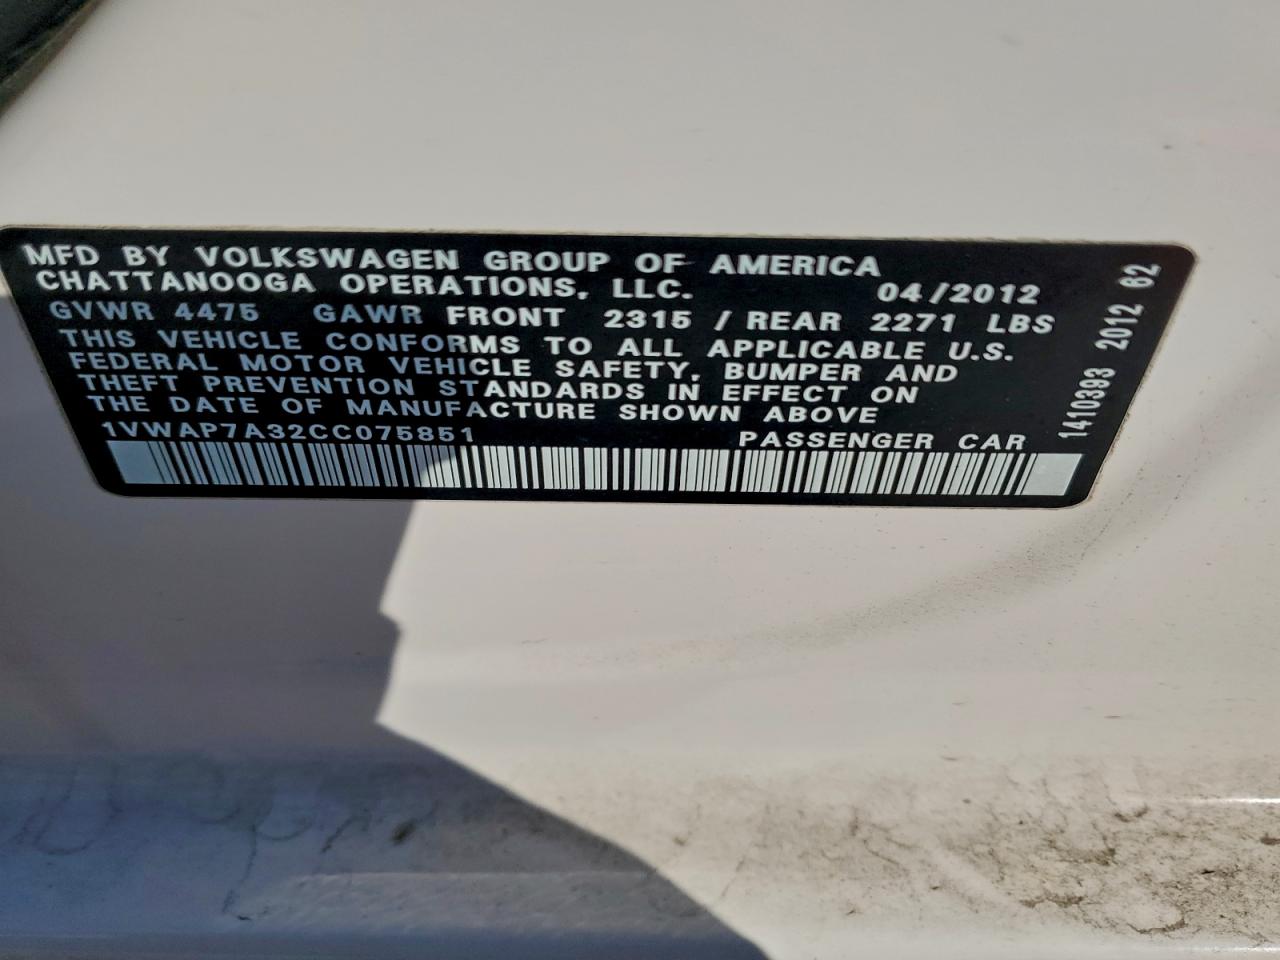 MFD BY VOLKSWAGEN GROUP OF AMERICA
CHATTANOOGA OPERATIONS, LLC. 04/2012
GVWR 4475 GAWR FRONT 2315 / REAR 2271 LBS
THIS VEHICLE CONFORMS TO ALL APPLICABLE U.S.
FEDERAL MOTOR VEHICLE SAFETY, BUMPER AND
THEFT PREVENTION STANDARDS IN EFFECT ON
THE DATE OF MANUFACTURE SHOWN ABOVE
1VWAP7A32CC075851 PASSENGER CAR
1410393 2012 62